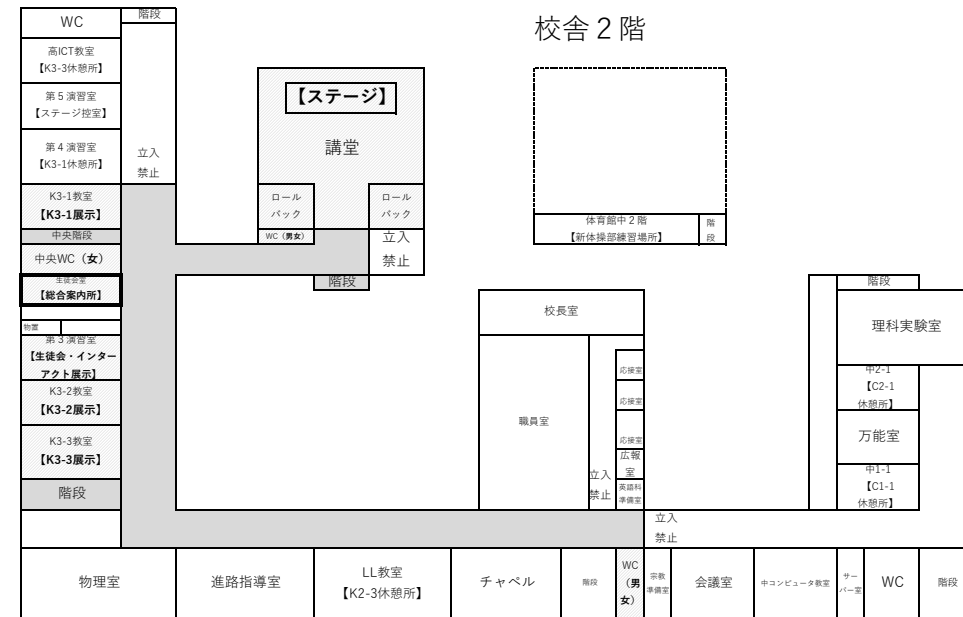 校舎２階
WC
階段
高ICT教室
【K3-3休憩所】
第５演習室
【ステージ控室】
第４演習室
【K3-1休憩所】
立入
禁止
K3-1教室
【K3-1展示】
中央階段
中央WC（女）
生徒会室
【総合案内所】
物置
第３演習室
【生徒会・インター
アクト展示】
K3-2教室
【K3-2展示】
K3-3教室
【K3-3展示】
階段
【ステージ】
講堂
ロール
バック
ロール
バック
WC（男女）
立入
禁止
階段
体育館中２階
【新体操部練習場所】
階
段
校長室
職員室
立入
禁止
応接室
応接室
応接室
広報
室
英語科
準備室
階段
理科実験室
中2-1
【C2-1
休憩所】
万能室
中1-1
【C1-1
休憩所】
立入
禁止
物理室
進路指導室
LL教室
【K2-3休憩所】
チャペル
階段
WC
（男
女）
宗教
準備室
会議室
中コンピュータ教室
サー
バー室
WC
階段